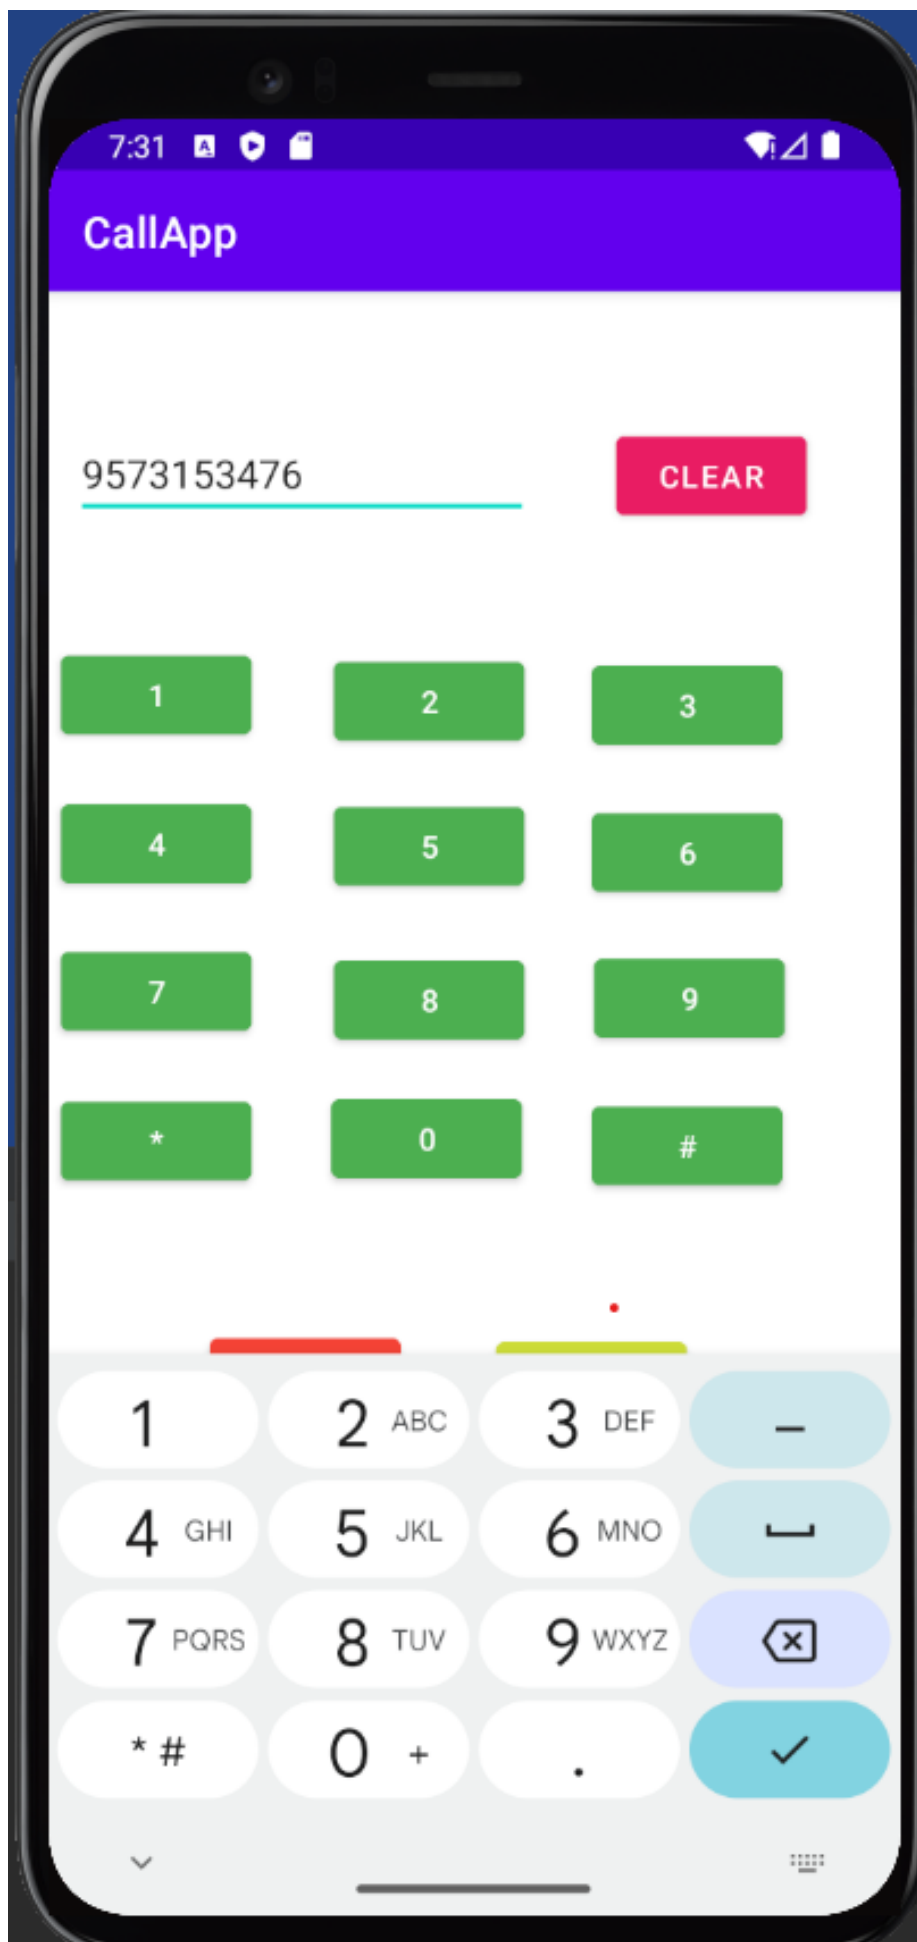 7:31
CallApp
9573153476 CLEAR
1 2 3
4 5 6
7 8 9
* 0 #
1 2 ABC 3 DEF –
4 GHI 5 JKL 6 MNO
7 PQRS 8 TUV 9 WXYZ
* # 0 + .